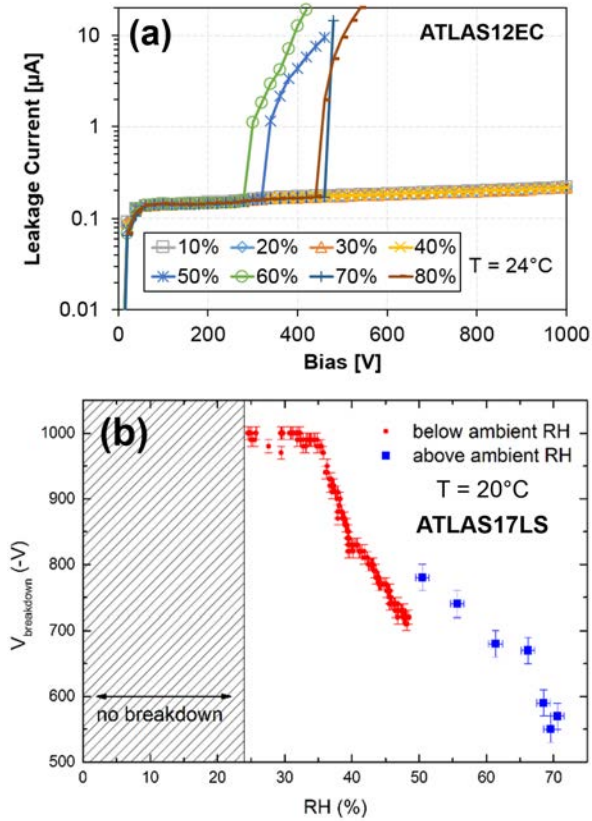 (a)
ATLAS12EC
Leakage Current [µA]
10
1
0.1
0.01
10% 20% 30% 40%
50% 60% 70% 80%
T = 24°C
0 200 400 600 800 1000
Bias [V]
(b)
below ambient RH
above ambient RH
T = 20°C
ATLAS17LS
V breakdown (-V)
1000
900
800
700
600
500
no breakdown
0 10 20 30 40 50 60 70
RH (%)